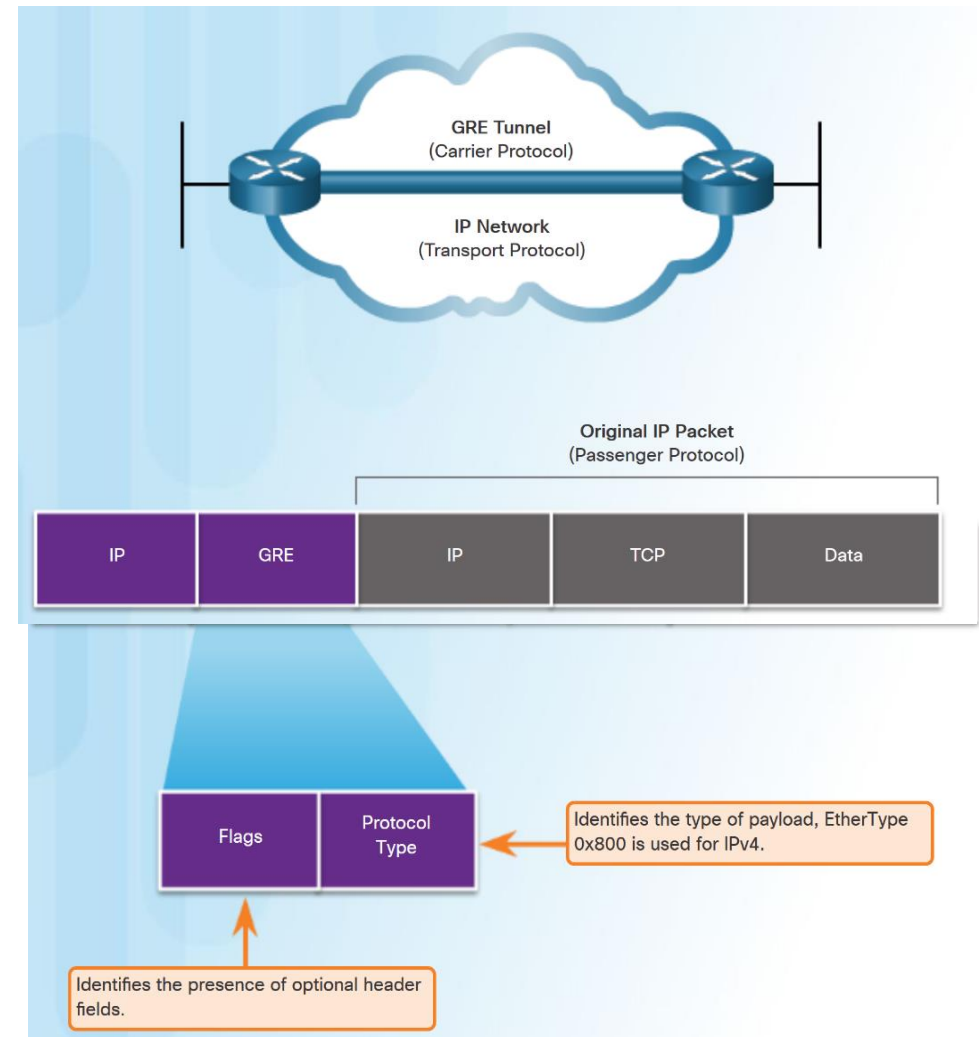 GRE Tunnel
(Carrier Protocol)
IP Network
(Transport Protocol)
Original IP Packet
(Passenger Protocol)
IP
GRE
IP
TCP
Data
Flags
Protocol
Type
Identifies the type of payload, EtherType
0x800 is used for IPv4.
Identifies the presence of optional header
fields.